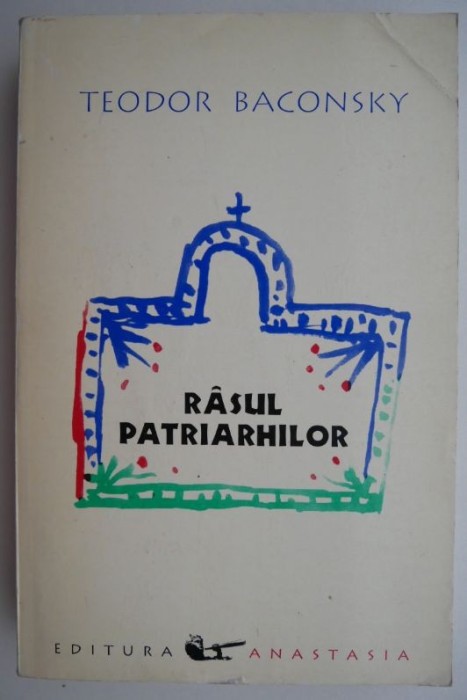 TEODOR BACONSKY
RÂSUL
PATRIARHILOR
EDITURA ANASTASIA